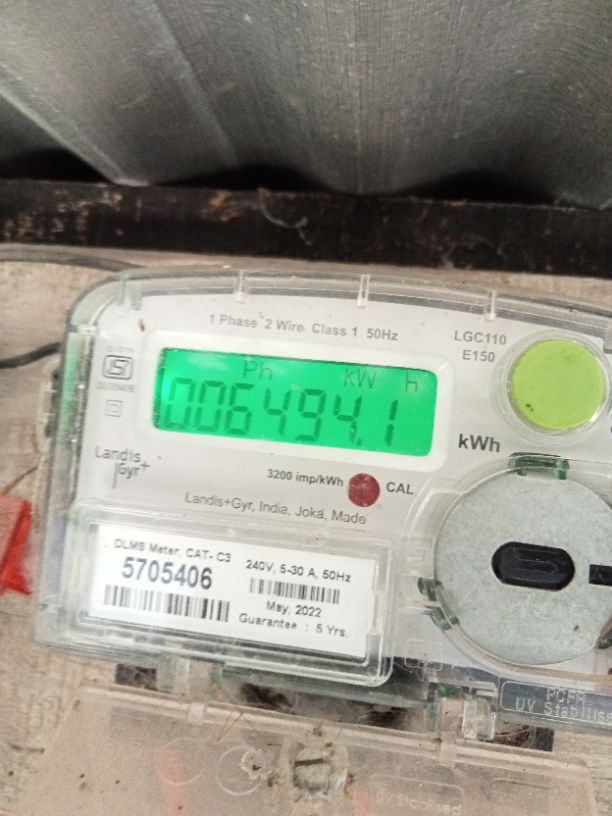 1 Phase 2 Wire Class 1 50Hz
LGC110
E150
Ph kW h
006494.1
kWh
Landis
Gyr+
3200 imp/kWh
CAL
Landis+Gyr, India, Joka, Made
DLMS Meter, CAT- C3
5705406
240V, 5-30 A, 50Hz
May, 2022
Guarantee : 5 Yrs.
UV Stabilis